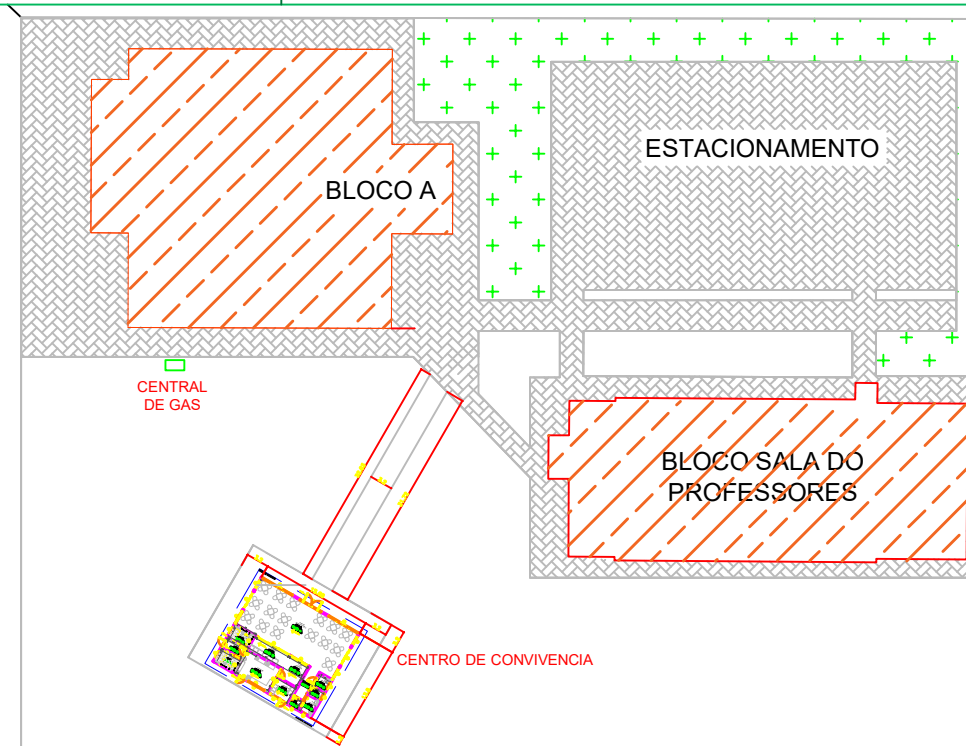 ESTACIONAMENTO
BLOCO A
CENTRAL
DE GAS
BLOCO SALA DO
PROFESSORES
CENTRO DE CONVIVENCIA